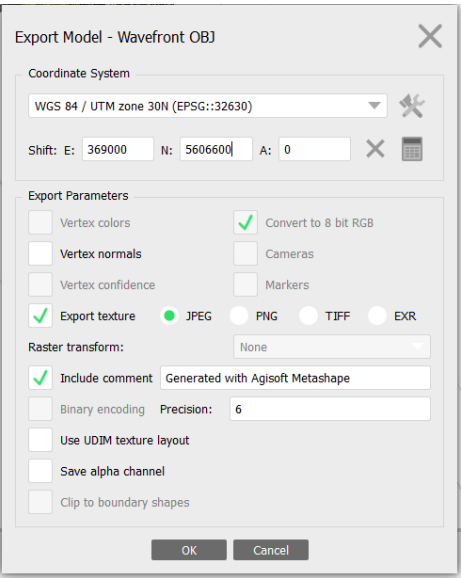 Export Model - Wavefront OBJ
Coordinate System
WGS 84 / UTM zone 30N (EPSG::32630)
Shift: E: 369000 N: 5606600 A: 0
Export Parameters
Vertex colors Convert to 8 bit RGB
Vertex normals Cameras
Vertex confidence Markers
Export texture JPEG PNG TIFF EXR
Raster transform: None
Include comment Generated with Agisoft Metashape
Binary encoding Precision: 6
Use UDIM texture layout
Save alpha channel
Clip to boundary shapes
OK Cancel